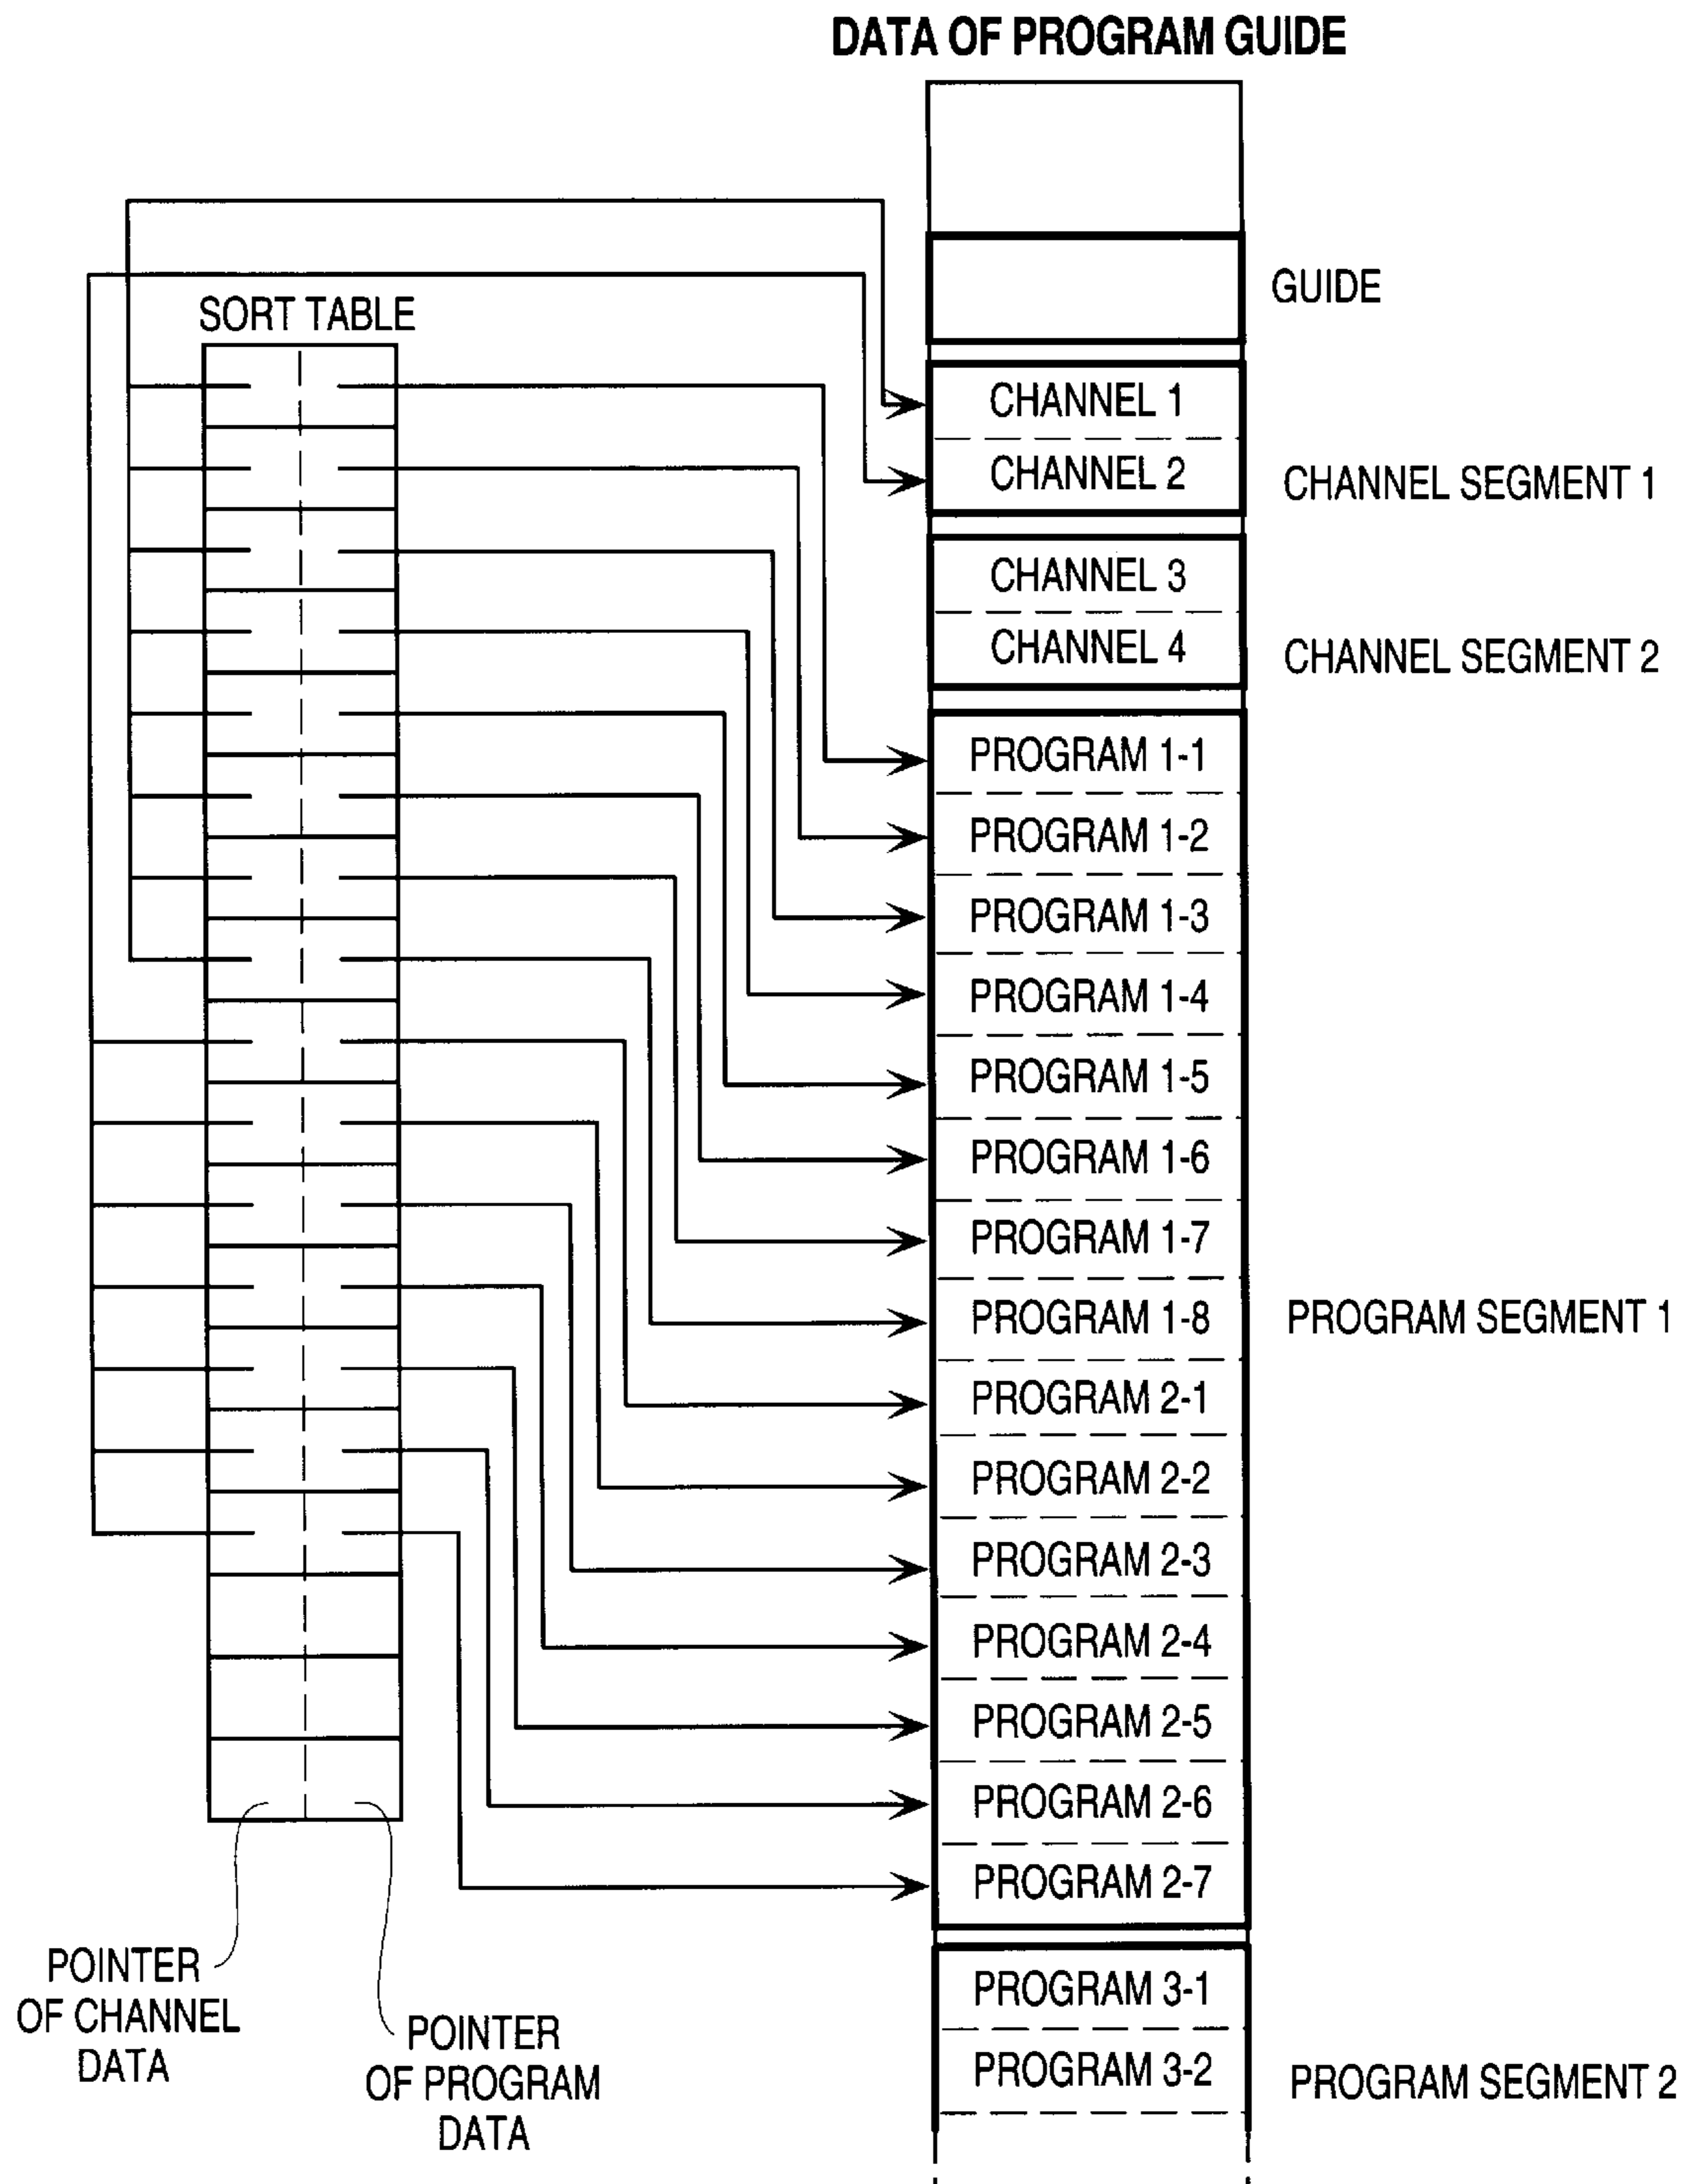 DATA OF PROGRAM GUIDE
GUIDE
SORT TABLE
CHANNEL 1
CHANNEL 2
CHANNEL SEGMENT 1
CHANNEL 3
CHANNEL 4
CHANNEL SEGMENT 2
PROGRAM 1-1
PROGRAM 1-2
PROGRAM 1-3
PROGRAM 1-4
PROGRAM 1-5
PROGRAM 1-6
PROGRAM 1-7
PROGRAM 1-8
PROGRAM SEGMENT 1
PROGRAM 2-1
PROGRAM 2-2
PROGRAM 2-3
PROGRAM 2-4
PROGRAM 2-5
PROGRAM 2-6
PROGRAM 2-7
POINTER
OF CHANNEL
DATA
POINTER
OF PROGRAM
DATA
PROGRAM 3-1
PROGRAM 3-2
PROGRAM SEGMENT 2